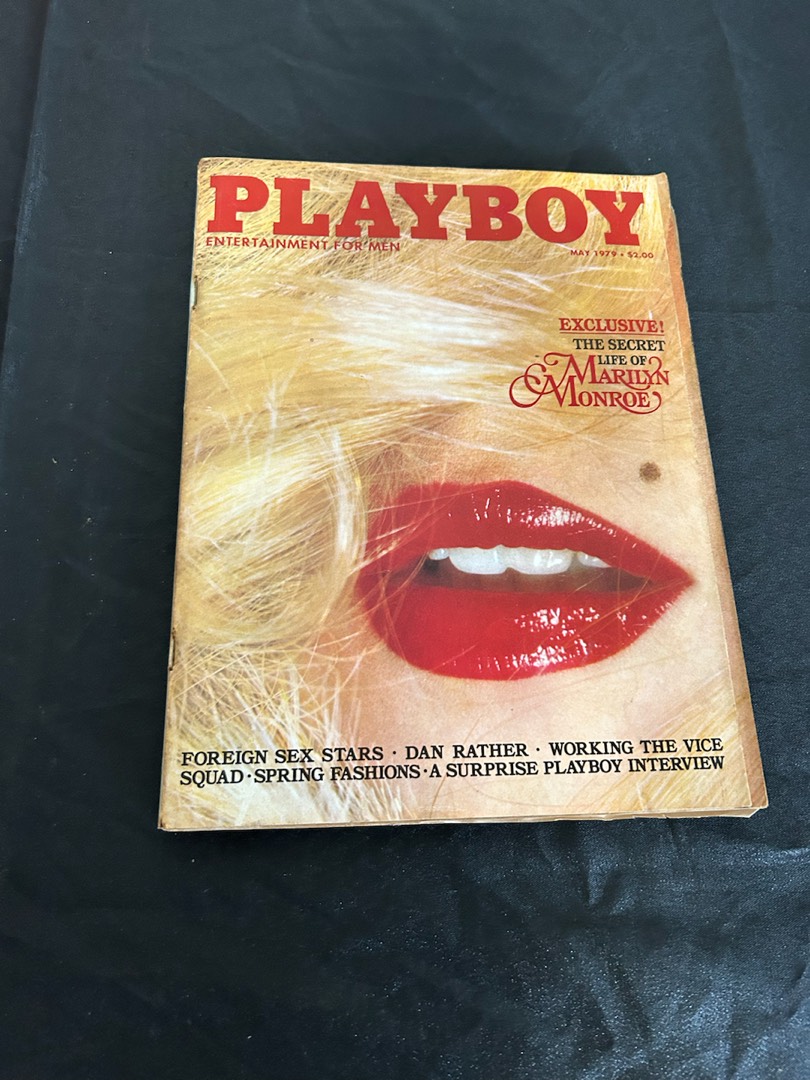 PLAYBOY
ENTERTAINMENT FOR MEN
MAY 1979 • $2.00
EXCLUSIVE!
THE SECRET
LIFE OF
MARILYN
MONROE
FOREIGN SEX STARS · DAN RATHER · WORKING THE VICE
SQUAD · SPRING FASHIONS · A SURPRISE PLAYBOY INTERVIEW